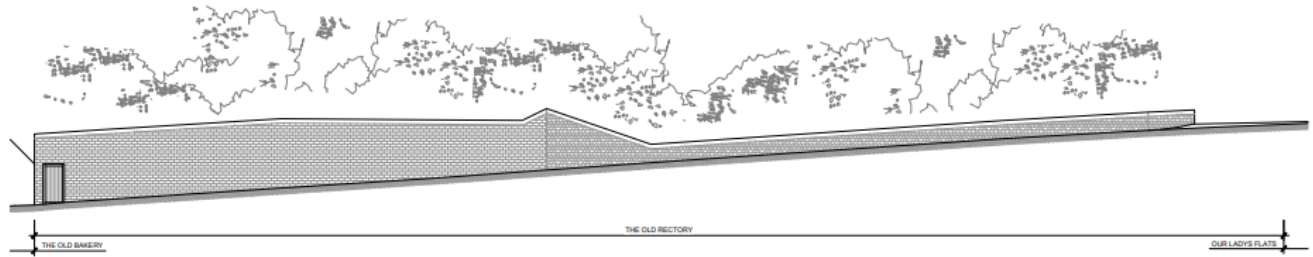 THE OLD RECTORY
THE OLD BAKERY
OUR LADYS FLATS